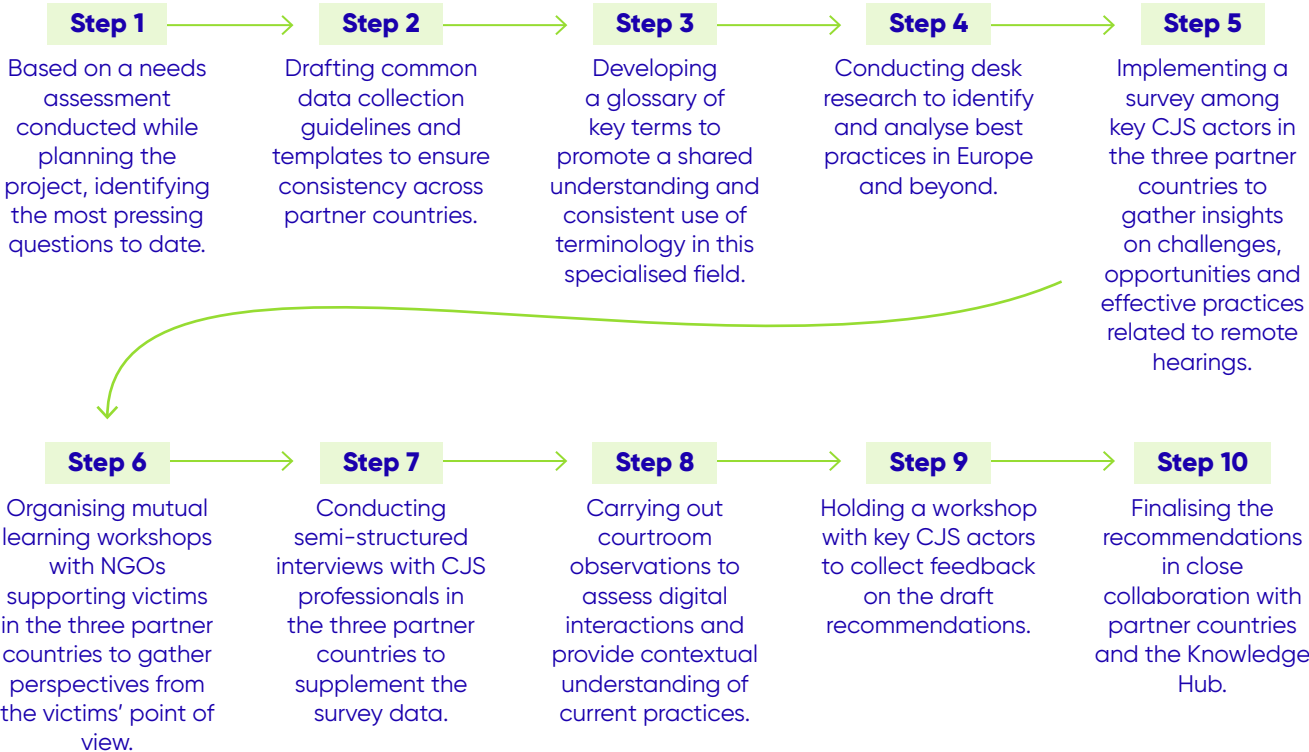 Step 1
Based on a needs
assessment
conducted while
planning the
project, identifying
the most pressing
questions to date.
Step 2
Drafting common
data collection
guidelines and
templates to ensure
consistency across
partner countries.
Step 3
Developing
a glossary of
key terms to
promote a shared
understanding and
consistent use of
terminology in this
specialised field.
Step 4
Conducting desk
research to identify
and analyse best
practices in Europe
and beyond.
Step 5
Implementing a
survey among
key CJS actors in
the three partner
countries to
gather insights
on challenges,
opportunities and
effective practices
related to remote
hearings.
Step 6
Organising mutual
learning workshops
with NGOs
supporting victims
in the three partner
countries to gather
perspectives from
the victims’ point of
view.
Step 7
Conducting
semi-structured
interviews with CJS
professionals in
the three partner
countries to
supplement the
survey data.
Step 8
Carrying out
courtroom
observations to
assess digital
interactions and
provide contextual
understanding of
current practices.
Step 9
Holding a workshop
with key CJS actors
to collect feedback
on the draft
recommendations.
Step 10
Finalising the
recommendations
in close
collaboration with
partner countries
and the Knowledge
Hub.